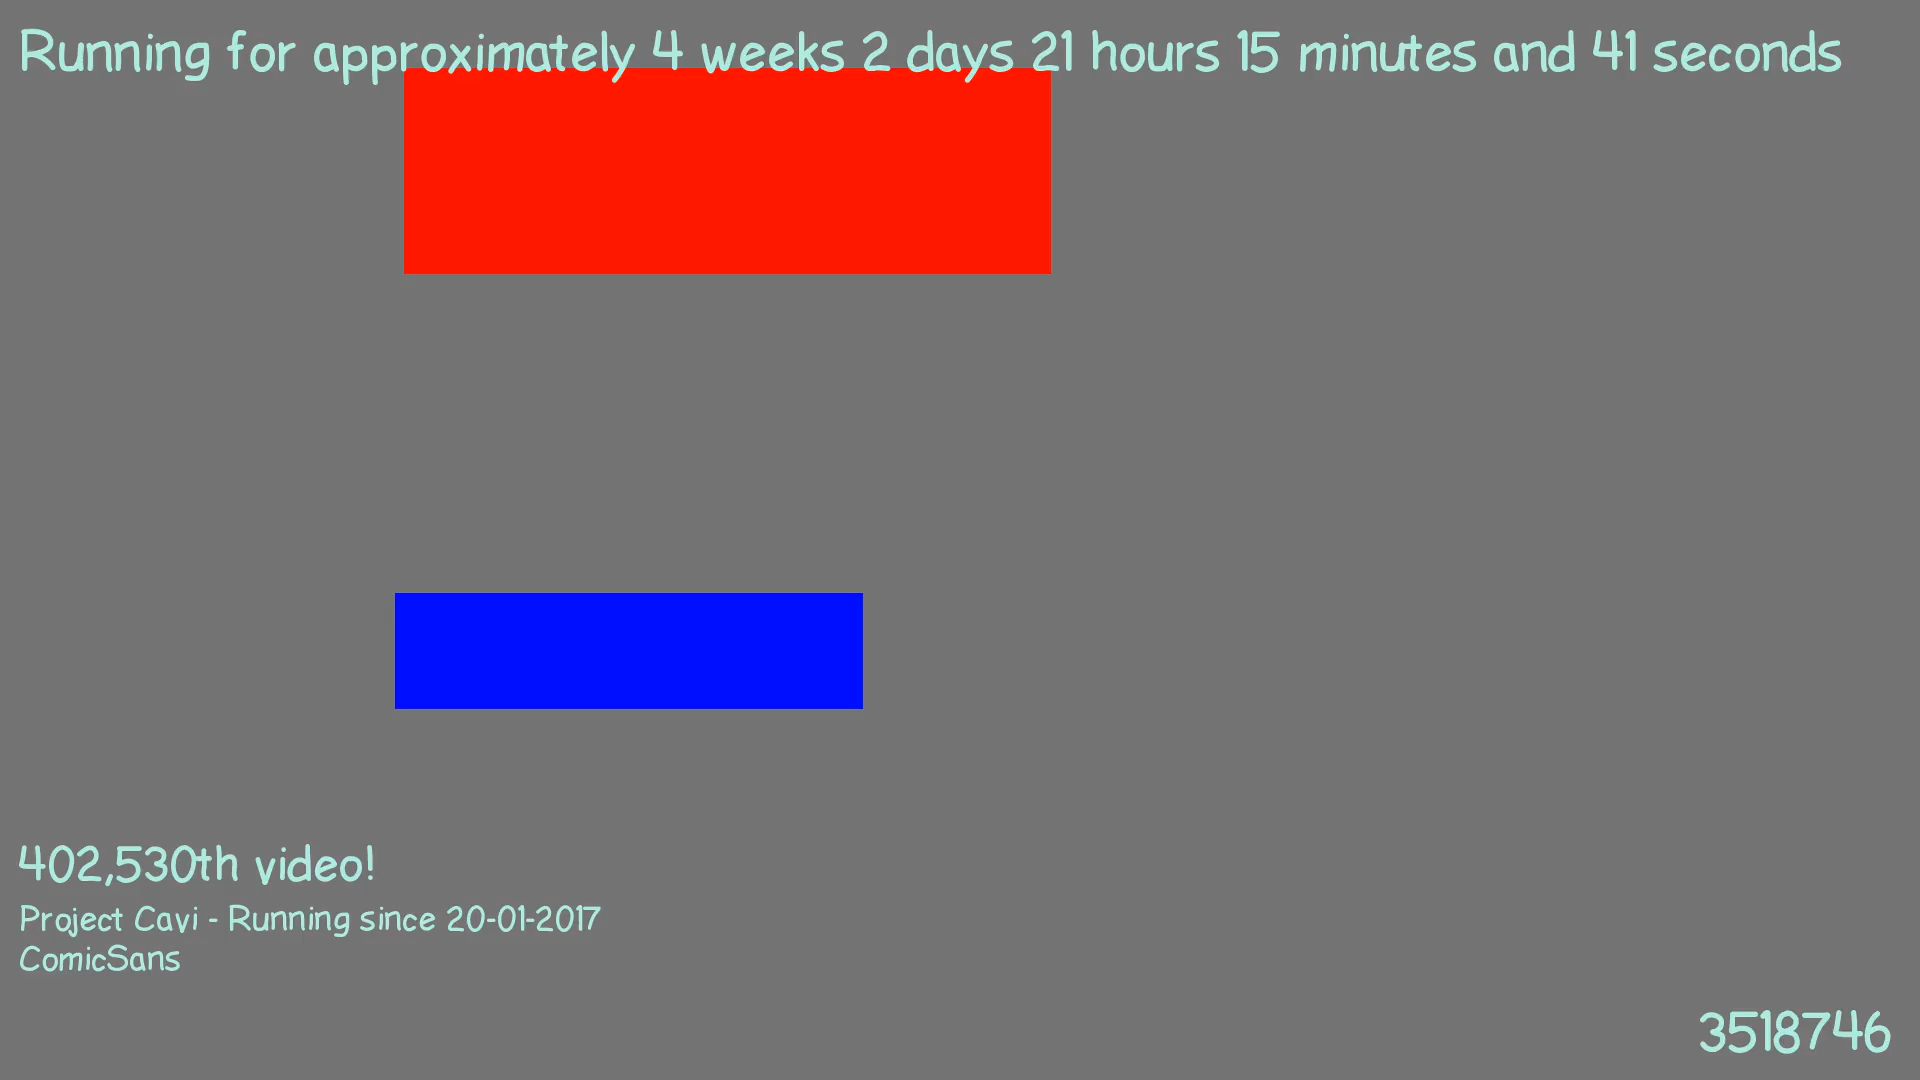 Running for approximately 4 weeks 2 days 21 hours 15 minutes and 41 seconds
402,530th video!
Project Cavi - Running since 20-01-2017
ComicSans
3518746